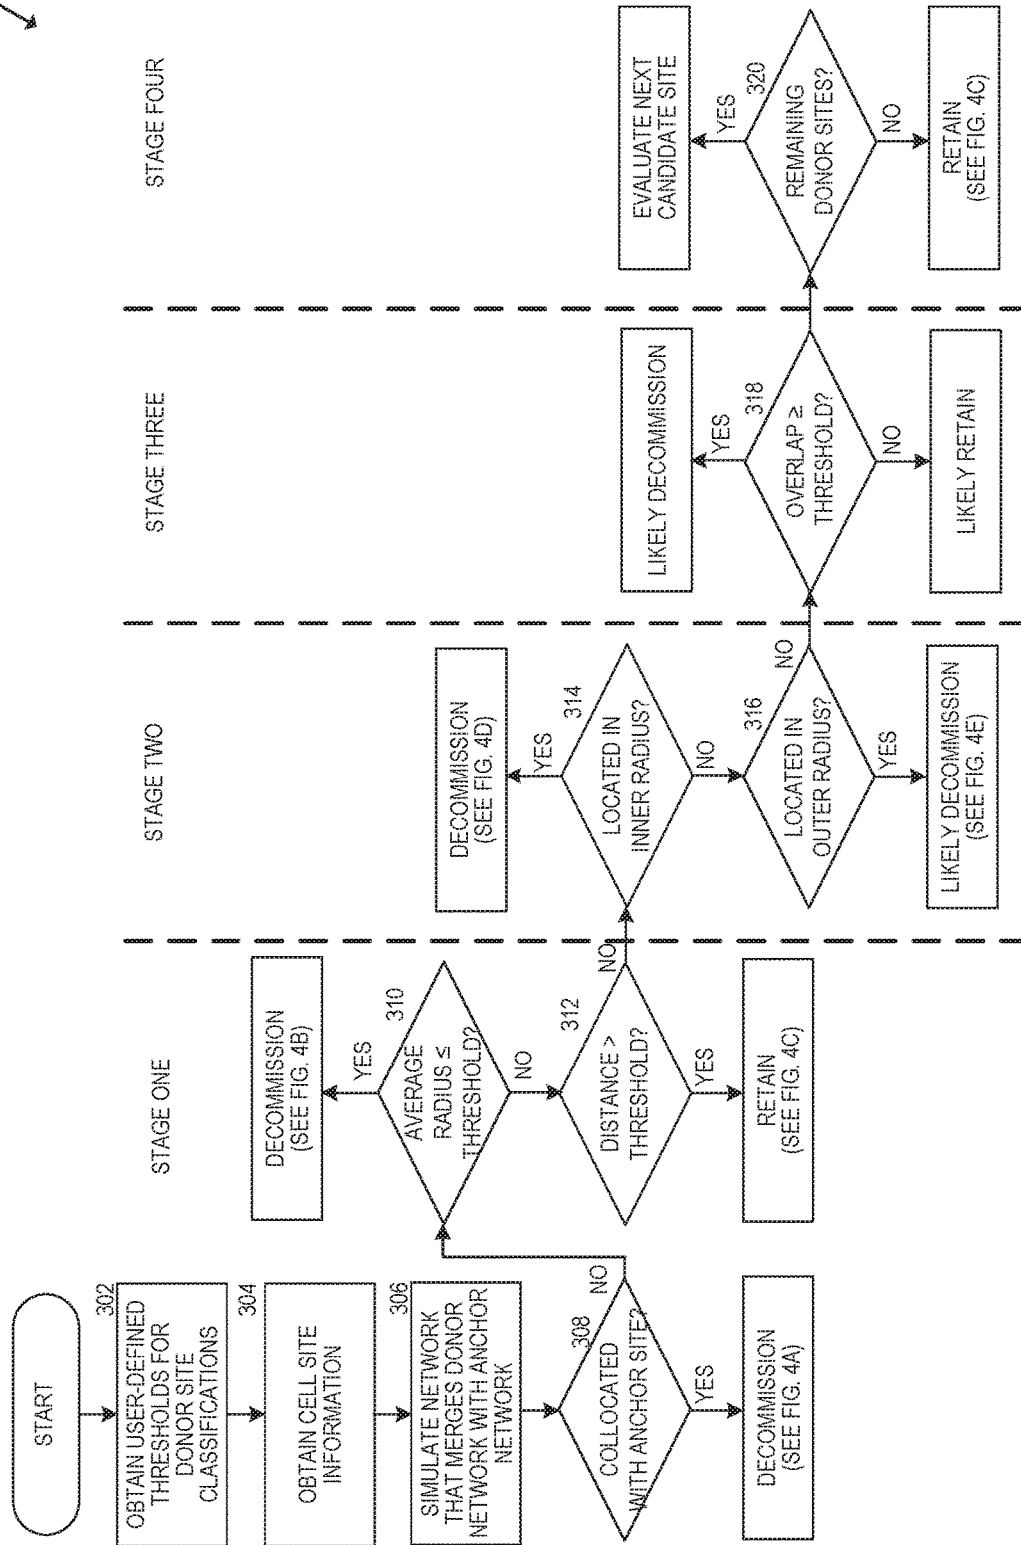 START
302
OBTAIN USER-DEFINED
THRESHOLDS FOR
DONOR SITE
CLASSIFICATIONS
304
OBTAIN CELL SITE
INFORMATION
306
SIMULATE NETWORK
THAT MERGES DONOR
NETWORK WITH ANCHOR
NETWORK
308
COLLOCATED
WITH ANCHOR SITE?
NO
YES
DECOMMISSION
(SEE FIG. 4A)
STAGE ONE
DECOMMISSION
(SEE FIG. 4B)
YES
310
AVERAGE
RADIUS ≤
THRESHOLD?
NO
312
DISTANCE >
THRESHOLD?
NO
YES
RETAIN
(SEE FIG. 4C)
STAGE TWO
DECOMMISSION
(SEE FIG. 4D)
YES
314
LOCATED IN
INNER RADIUS?
NO
316
LOCATED IN
OUTER RADIUS?
NO
YES
LIKELY DECOMMISSION
(SEE FIG. 4E)
STAGE THREE
LIKELY DECOMMISSION
YES
318
OVERLAP ≥
THRESHOLD?
NO
LIKELY RETAIN
STAGE FOUR
EVALUATE NEXT
CANDIDATE SITE
YES
320
REMAINING
DONOR SITES?
NO
RETAIN
(SEE FIG. 4C)